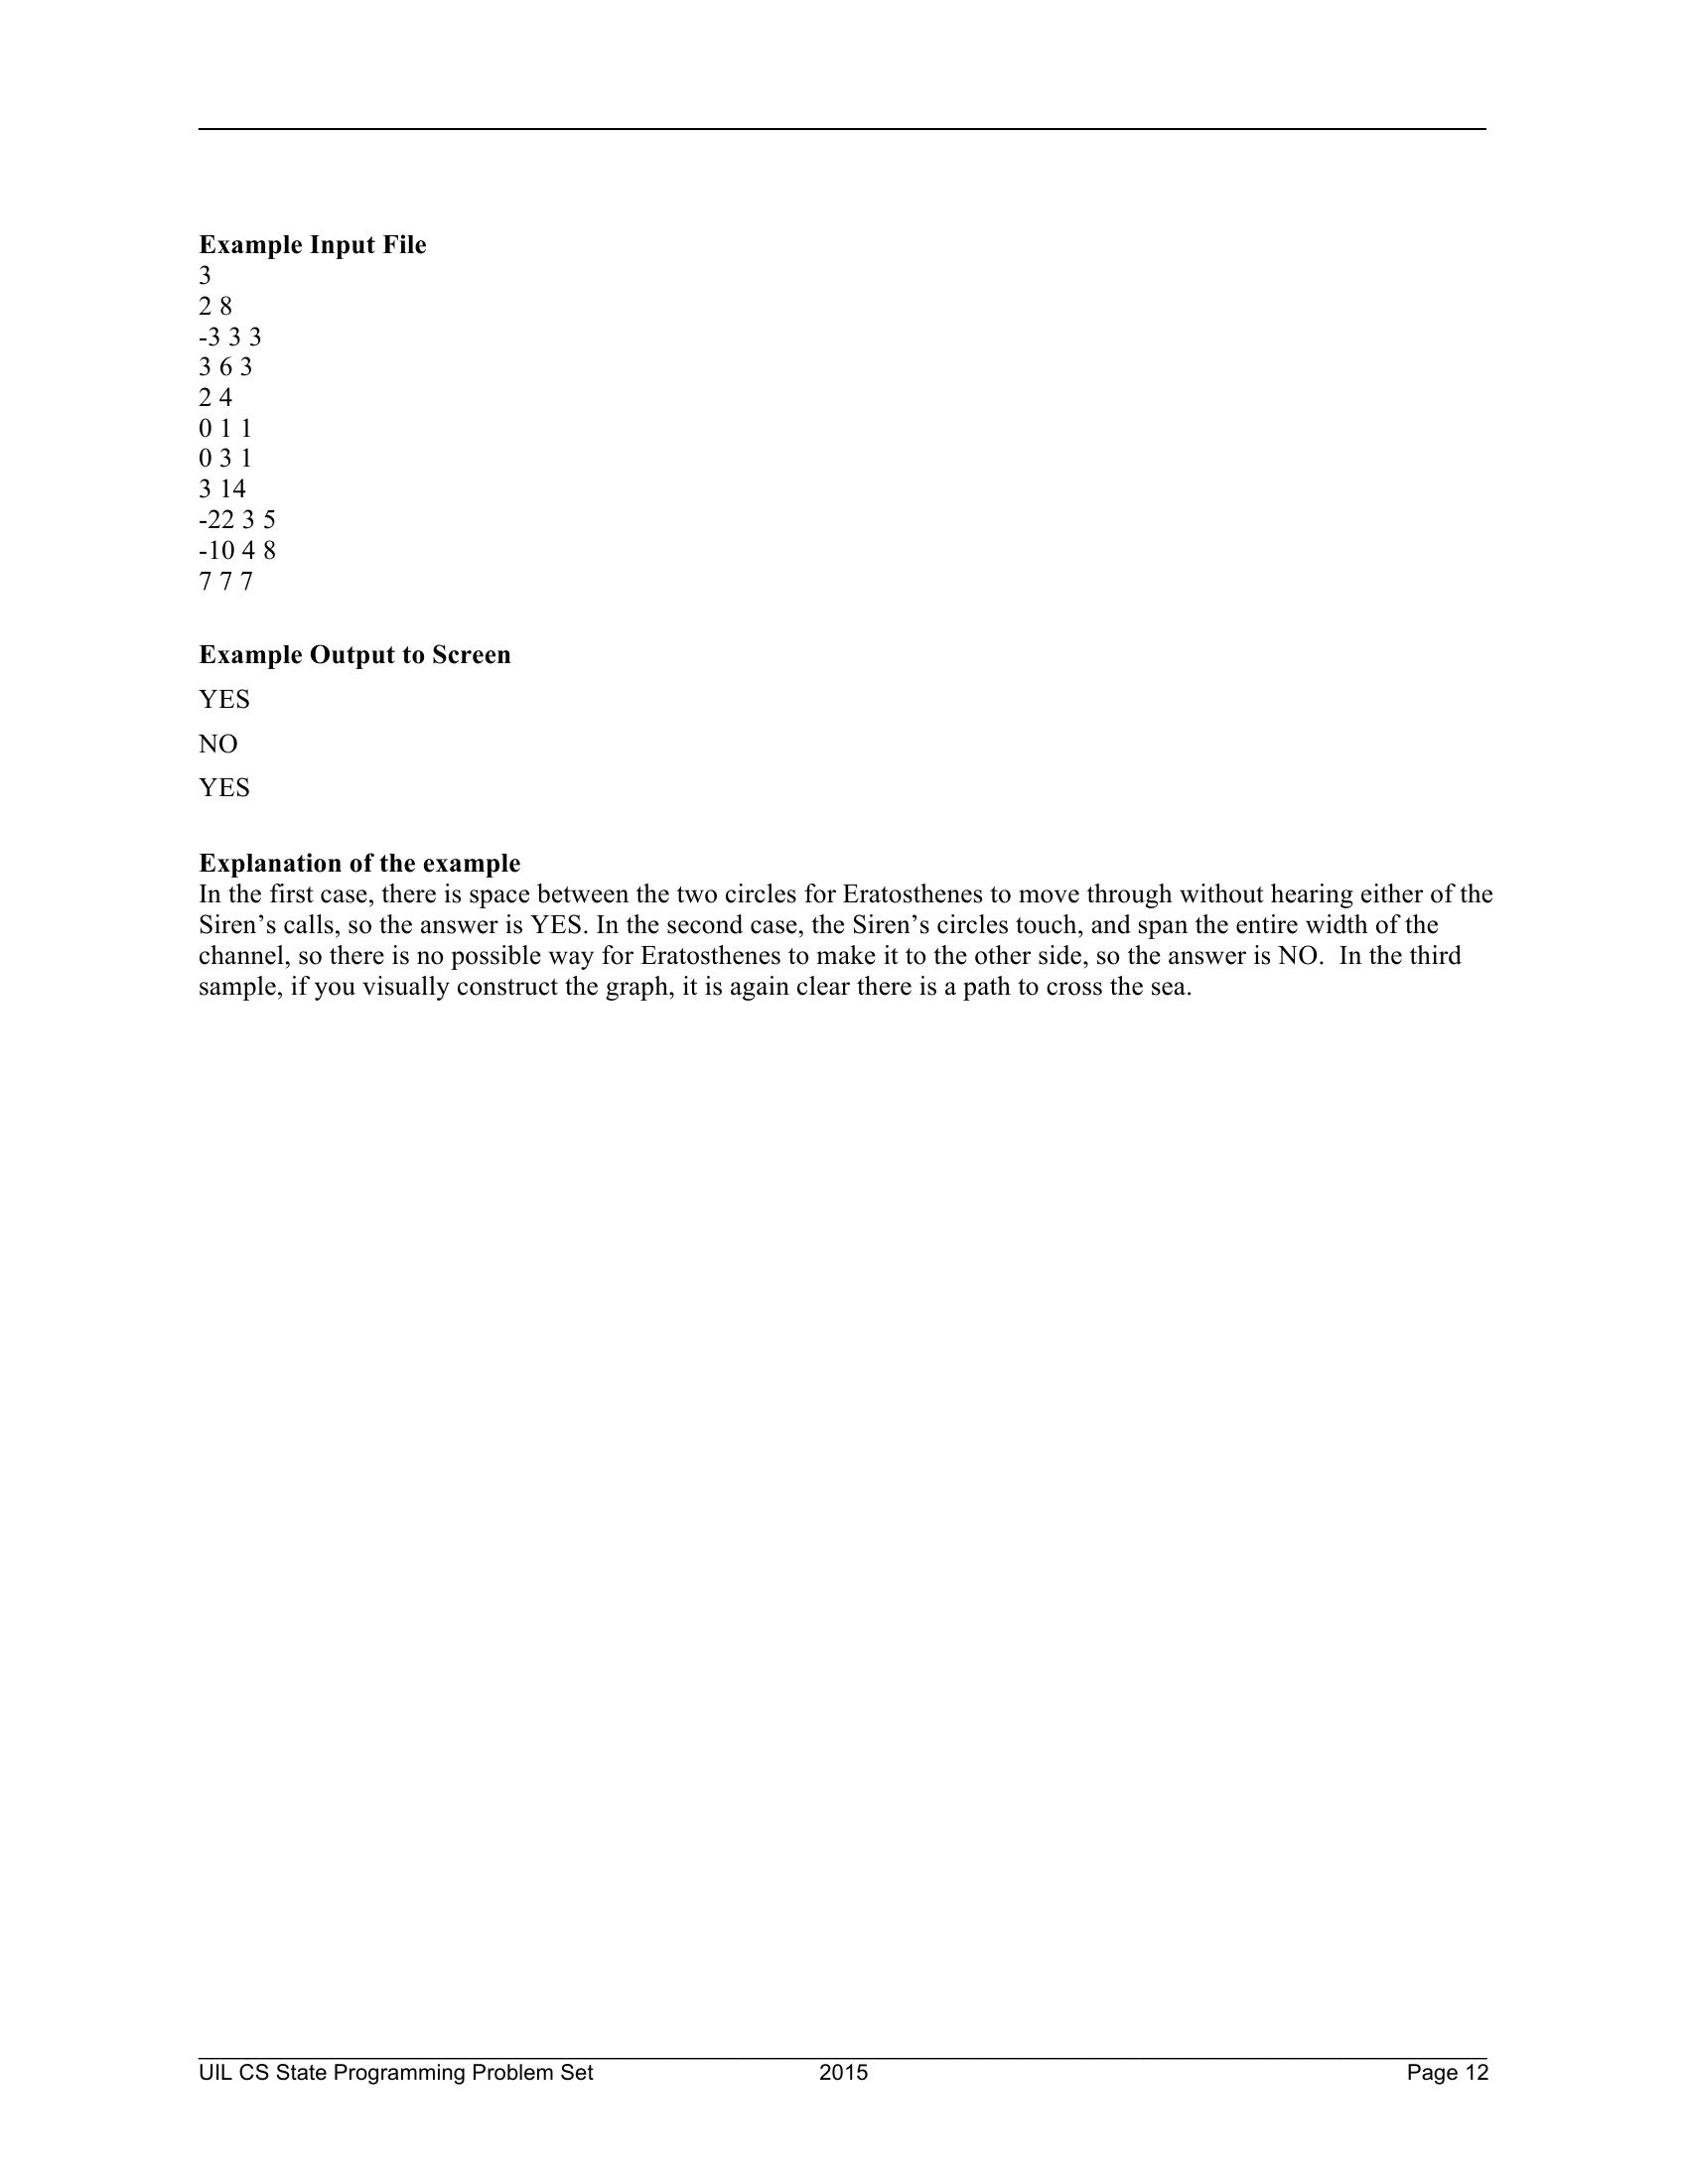 Example Input File
3
2 8
-3 3 3
3 6 3
2 4
0 1 1
0 3 1
3 14
-22 3 5
-10 4 8
7 7 7
Example Output to Screen
YES
NO
YES
Explanation of the example
In the first case, there is space between the two circles for Eratosthenes to move through without hearing either of the
Siren’s calls, so the answer is YES. In the second case, the Siren’s circles touch, and span the entire width of the
channel, so there is no possible way for Eratosthenes to make it to the other side, so the answer is NO.  In the third
sample, if you visually construct the graph, it is again clear there is a path to cross the sea.
UIL CS State Programming Problem Set 2015 Page 12